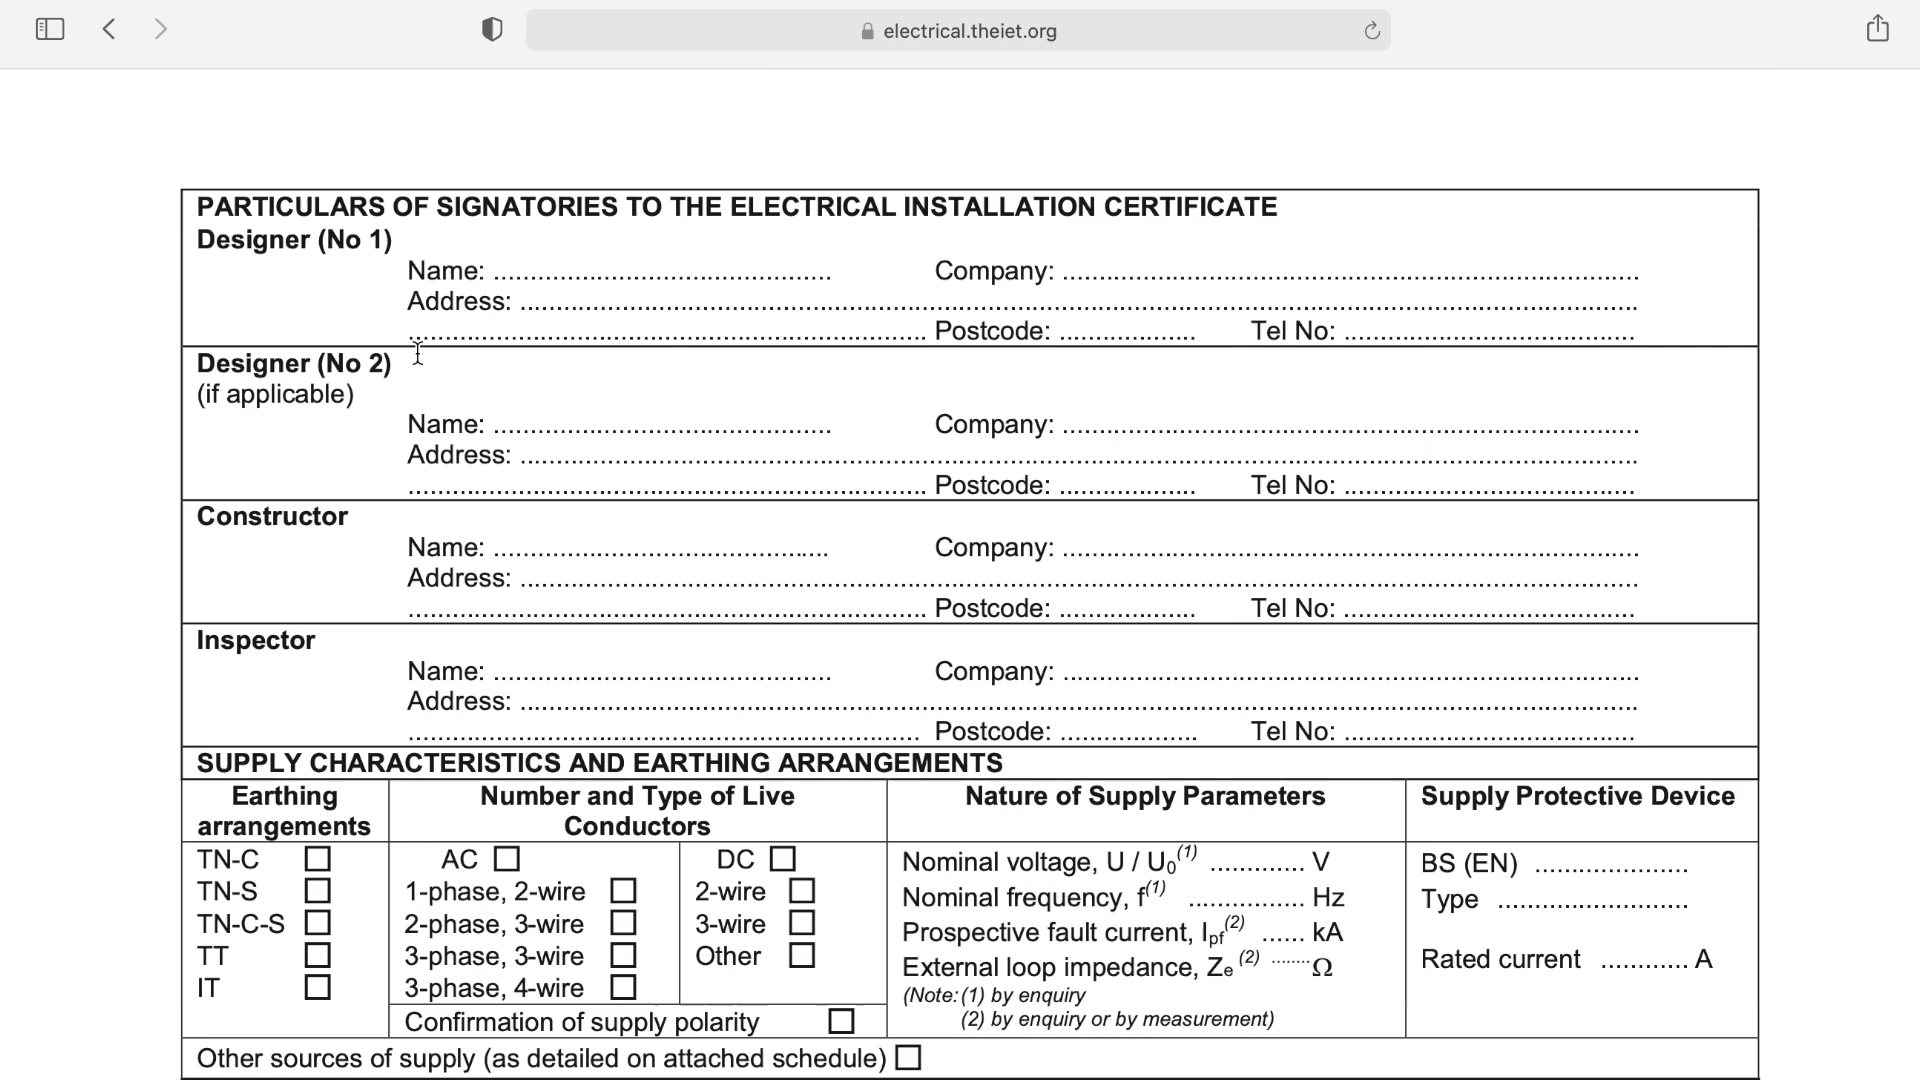 electrical.theiet.org
PARTICULARS OF SIGNATORIES TO THE ELECTRICAL INSTALLATION CERTIFICATE
Designer (No 1)
Name: .............................................. Company: ...............................................................................
Address: .........................................................................................................................................................
....................................................................... Postcode: ................... Tel No: ........................................
Designer (No 2)
(if applicable)
Name: .............................................. Company: ...............................................................................
Address: .........................................................................................................................................................
....................................................................... Postcode: ................... Tel No: ........................................
Constructor
Name: .............................................. Company: ...............................................................................
Address: .........................................................................................................................................................
....................................................................... Postcode: ................... Tel No: ........................................
Inspector
Name: .............................................. Company: ...............................................................................
Address: .........................................................................................................................................................
...................................................................... Postcode: ................... Tel No: ........................................
SUPPLY CHARACTERISTICS AND EARTHING ARRANGEMENTS
Earthing
arrangements
Number and Type of Live
Conductors
Nature of Supply Parameters
Supply Protective Device
TN-C
TN-S
TN-C-S
TT
IT
AC
1-phase, 2-wire
2-phase, 3-wire
3-phase, 3-wire
3-phase, 4-wire
DC
2-wire
3-wire
Other
Confirmation of supply polarity
Nominal voltage, U / U0(1) ............. V
Nominal frequency, f(1) ................ Hz
Prospective fault current, Ipf(2) ...... kA
External loop impedance, Ze (2) ........Ω
(Note: (1) by enquiry
(2) by enquiry or by measurement)
BS (EN) .....................
Type ..........................
Rated current ............ A
Other sources of supply (as detailed on attached schedule)